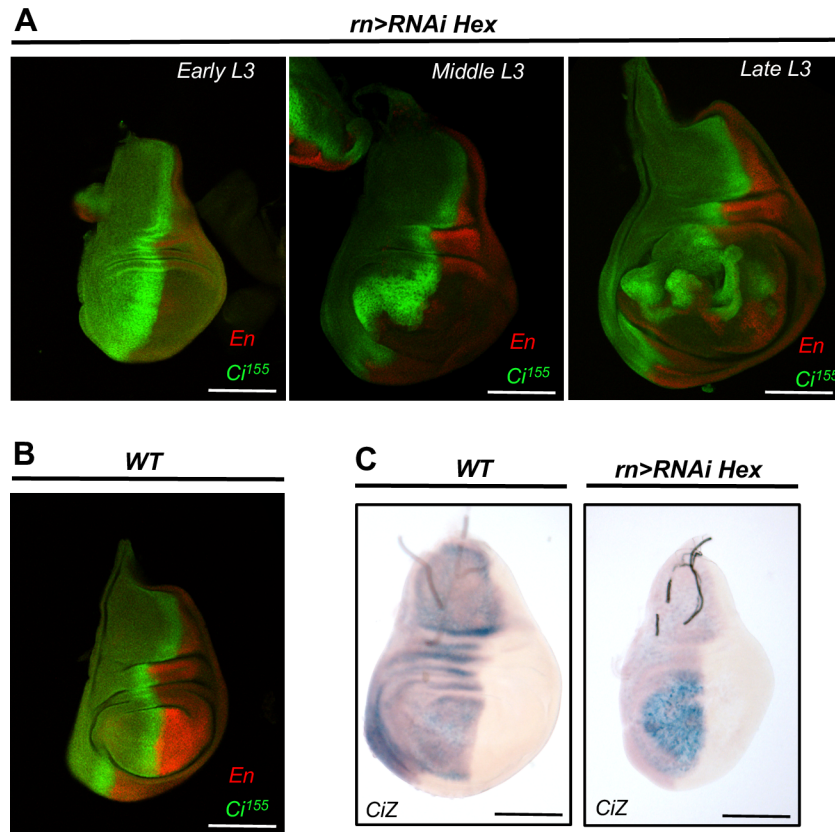 A
rn>RNAi Hex
Early L3
Middle L3
Late L3
En
Ci155
En
Ci155
En
Ci155
B
WT
En
Ci155
C
WT
rn>RNAi Hex
CiZ
CiZ